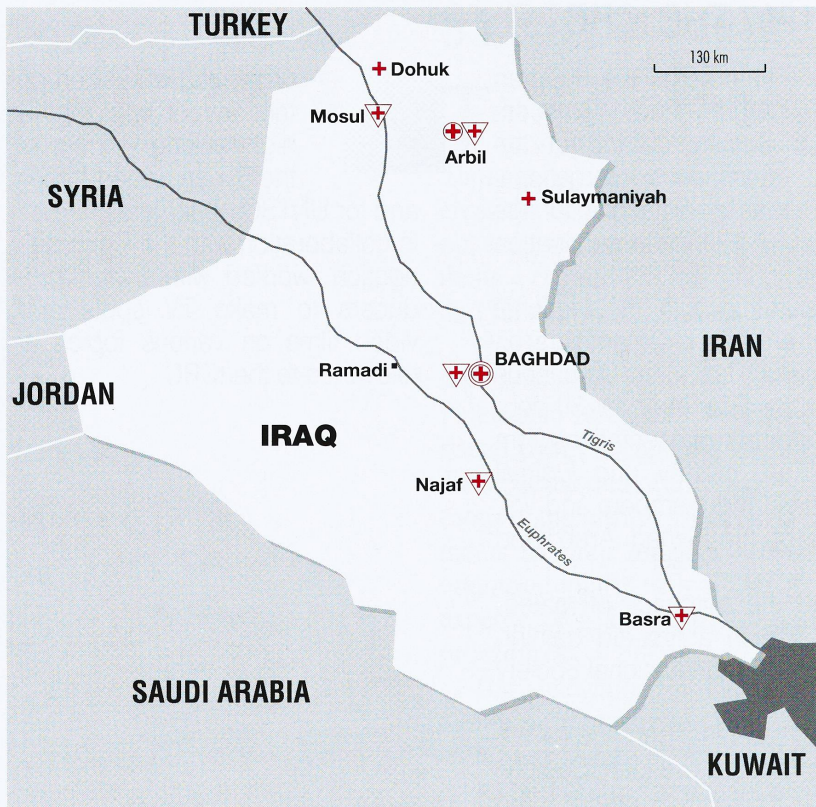 TURKEY
130 km
Dohuk
Mosul
Arbil
SYRIA
Sulaymaniyah
BAGHDAD
IRAN
Ramadi
JORDAN
IRAQ
Tigris
Najaf
Euphrates
Basra
SAUDI ARABIA
KUWAIT